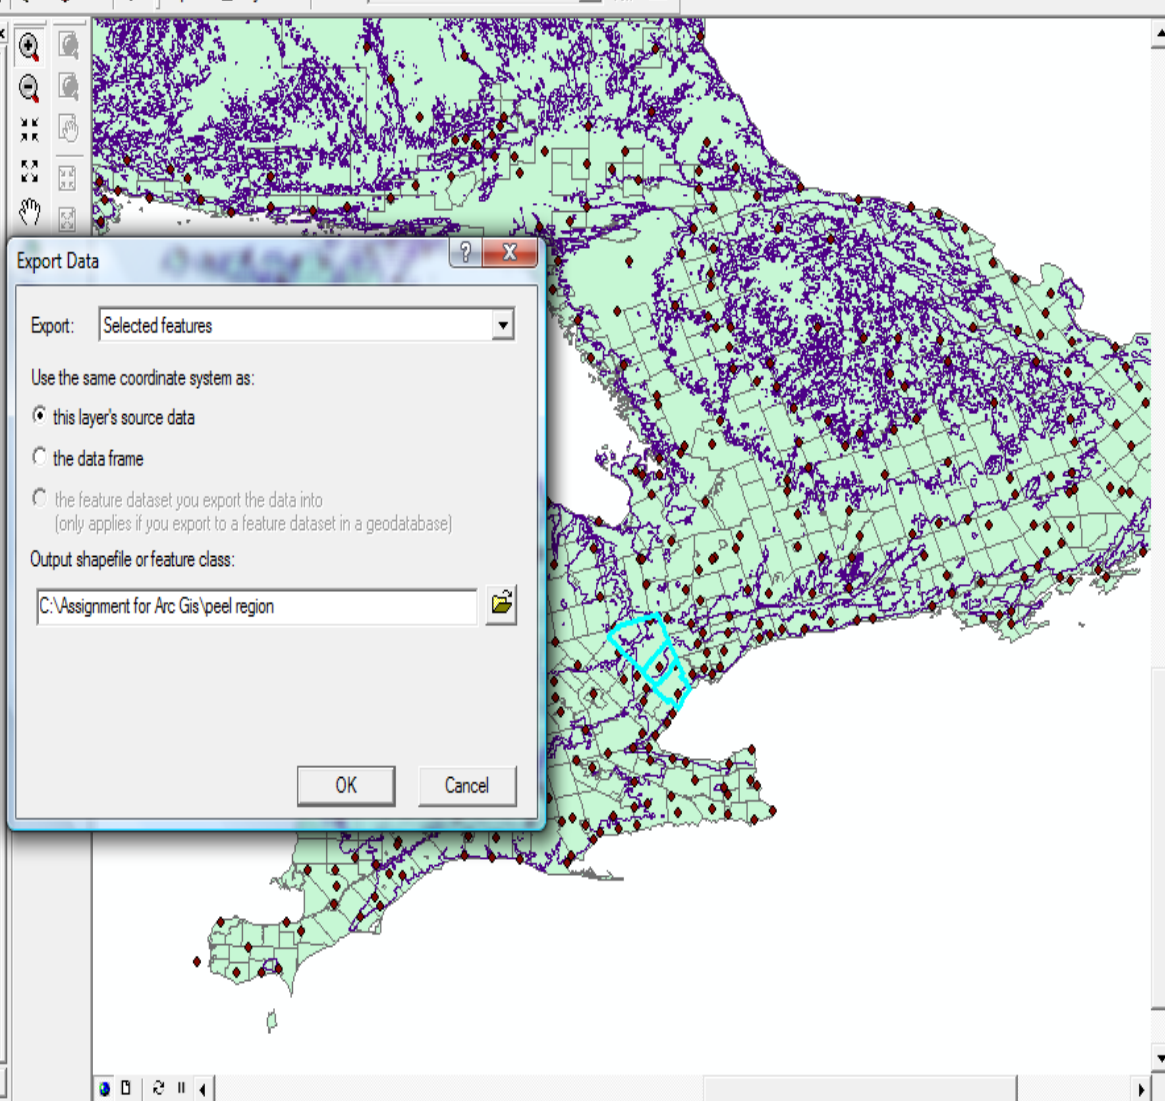 Export Data
?
X
Export:
Selected features
Use the same coordinate system as:
this layer's source data
the data frame
the feature dataset you export the data into
(only applies if you export to a feature dataset in a geodatabase)
Output shapefile or feature class:
C:\Assignment for Arc Gis\peel region
OK
Cancel